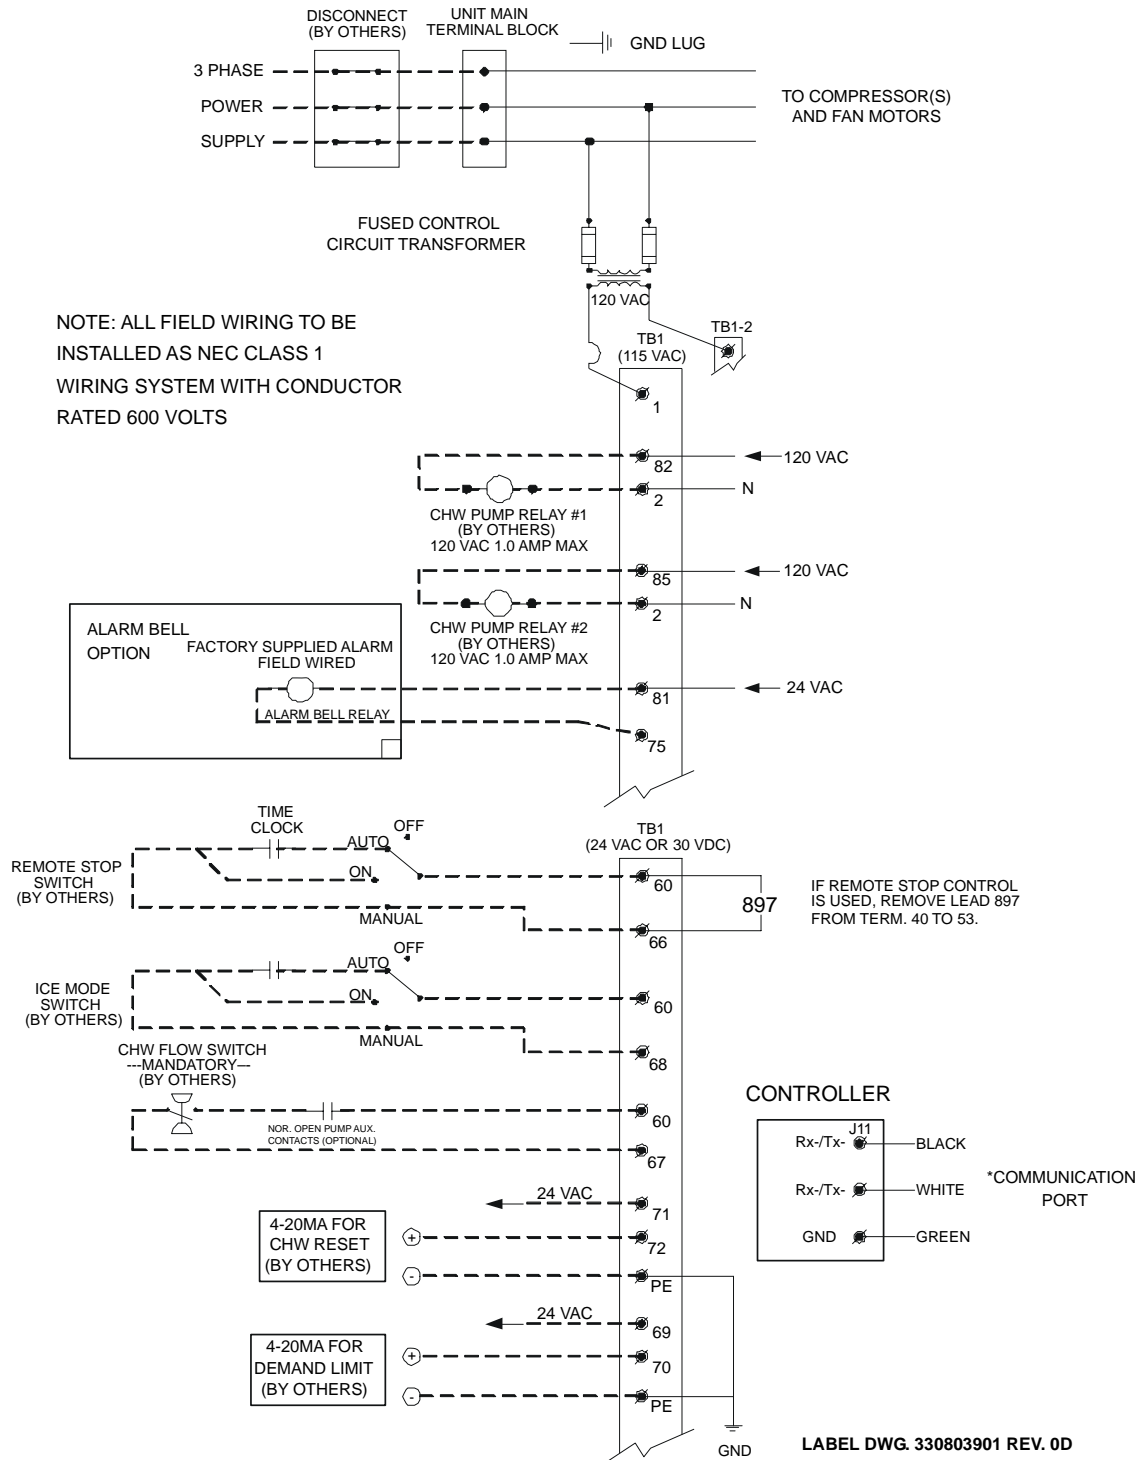 DISCONNECT
(BY OTHERS)
UNIT MAIN
TERMINAL BLOCK
GND LUG
3 PHASE
POWER
SUPPLY
TO COMPRESSOR(S)
AND FAN MOTORS
FUSED CONTROL
CIRCUIT TRANSFORMER
120 VAC
NOTE: ALL FIELD WIRING TO BE
INSTALLED AS NEC CLASS 1
WIRING SYSTEM WITH CONDUCTOR
RATED 600 VOLTS
TB1-2
TB1
(115 VAC)
1
82
120 VAC
2
N
CHW PUMP RELAY #1
(BY OTHERS)
120 VAC 1.0 AMP MAX
85
120 VAC
2
N
CHW PUMP RELAY #2
(BY OTHERS)
120 VAC 1.0 AMP MAX
ALARM BELL
OPTION
FACTORY SUPPLIED ALARM
FIELD WIRED
ALARM BELL RELAY
81
24 VAC
75
TIME
CLOCK
OFF
AUTO
ON
MANUAL
REMOTE STOP
SWITCH
(BY OTHERS)
TB1
(24 VAC OR 30 VDC)
60
897
66
IF REMOTE STOP CONTROL
IS USED, REMOVE LEAD 897
FROM TERM. 40 TO 53.
OFF
AUTO
ON
MANUAL
ICE MODE
SWITCH
(BY OTHERS)
60
68
CHW FLOW SWITCH
---MANDATORY---
(BY OTHERS)
NOR. OPEN PUMP AUX.
CONTACTS (OPTIONAL)
60
67
CONTROLLER
J11
Rx-/Tx-
BLACK
Rx-/Tx-
WHITE
GND
GREEN
*COMMUNICATION
PORT
24 VAC
71
4-20MA FOR
CHW RESET
(BY OTHERS)
+
72
-
PE
24 VAC
69
4-20MA FOR
DEMAND LIMIT
(BY OTHERS)
+
70
-
PE
GND
LABEL DWG. 330803901 REV. 0D